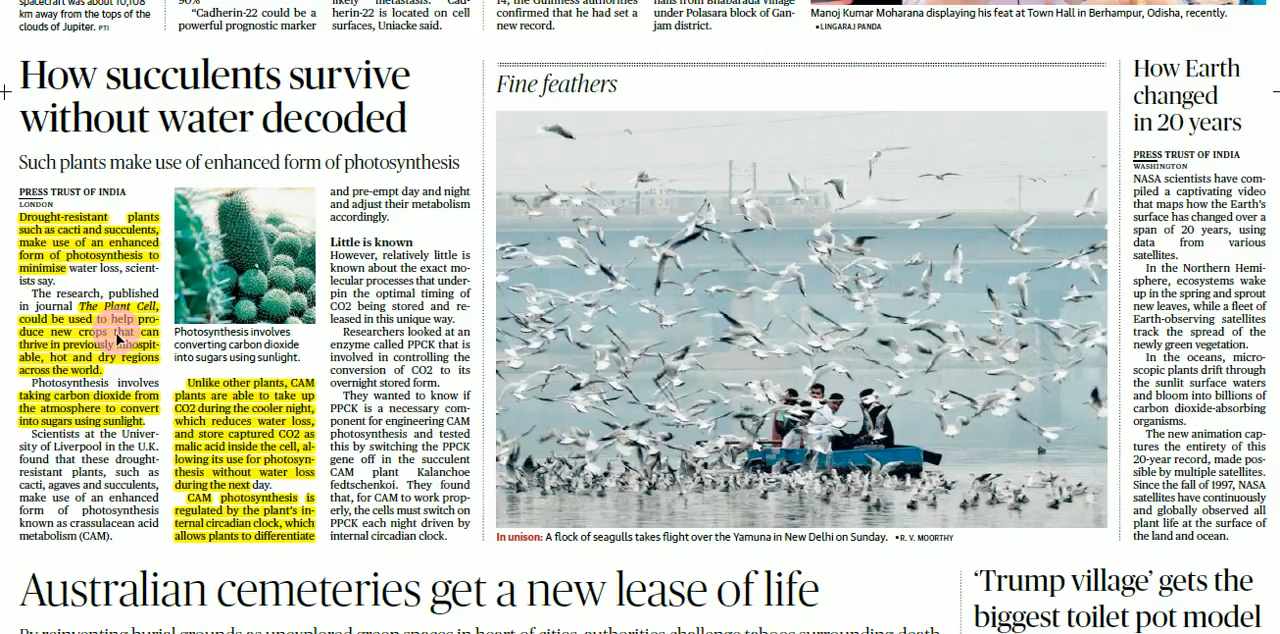 spacecraft was about 10,108
km away from the tops of the
clouds of Jupiter. PTI
90%
"Cadherin-22 could be a
powerful prognostic marker
likely metastasis. Cad-
herin-22 is located on cell
surfaces, Uniacke said.
14, the Guinness authorities
confirmed that he had set a
new record.
hails from Bhabarada village
under Polasara block of Gan-
jam district.
Manoj Kumar Moharana displaying his feat at Town Hall in Berhampur, Odisha, recently.
•LINGARAJ PANDA
How succulents survive
without water decoded
Such plants make use of enhanced form of photosynthesis
PRESS TRUST OF INDIA
LONDON
Drought-resistant plants
such as cacti and succulents,
make use of an enhanced
form of photosynthesis to
minimise water loss, scient-
ists say.
The research, published
in journal The Plant Cell,
could be used to help pro-
duce new crops that can
thrive in previously inhospit-
able, hot and dry regions
across the world.
Photosynthesis involves
taking carbon dioxide from
the atmosphere to convert
into sugars using sunlight.
Scientists at the Univer-
sity of Liverpool in the U.K.
found that these drought-
resistant plants, such as
cacti, agaves and succulents,
make use of an enhanced
form of photosynthesis
known as crassulacean acid
metabolism (CAM).
Photosynthesis involves
converting carbon dioxide
into sugars using sunlight.
Unlike other plants, CAM
plants are able to take up
CO2 during the cooler night,
which reduces water loss,
and store captured CO2 as
malic acid inside the cell, al-
lowing its use for photosyn-
thesis without water loss
during the next day.
CAM photosynthesis is
regulated by the plant's in-
ternal circadian clock, which
allows plants to differentiate
and pre-empt day and night
and adjust their metabolism
accordingly.
Little is known
However, relatively little is
known about the exact mo-
lecular processes that under-
pin the optimal timing of
CO2 being stored and re-
leased in this unique way.
Researchers looked at an
enzyme called PPCK that is
involved in controlling the
conversion of CO2 to its
overnight stored form.
They wanted to know if
PPCK is a necessary com-
ponent for engineering CAM
photosynthesis and tested
this by switching the PPCK
gene off in the succulent
CAM plant Kalanchoe
fedtschenkoi. They found
that, for CAM to work prop-
erly, the cells must switch on
PPCK each night driven by
internal circadian clock.
Fine feathers
In unison: A flock of seagulls takes flight over the Yamuna in New Delhi on Sunday. •R. V. MOORTHY
How Earth
changed
in 20 years
PRESS TRUST OF INDIA
WASHINGTON
NASA scientists have com-
piled a captivating video
that maps how the Earth's
surface has changed over a
span of 20 years, using
data from various
satellites.
In the Northern Hemi-
sphere, ecosystems wake
up in the spring and sprout
new leaves, while a fleet of
Earth-observing satellites
track the spread of the
newly green vegetation.
In the oceans, micro-
scopic plants drift through
the sunlit surface waters
and bloom into billions of
carbon dioxide-absorbing
organisms.
The new animation cap-
tures the entirety of this
20-year record, made pos-
sible by multiple satellites.
Since the fall of 1997, NASA
satellites have continuously
and globally observed all
plant life at the surface of
the land and ocean.
Australian cemeteries get a new lease of life
By reinventing burial grounds as unexplored green spaces in heart of cities, authorities challenge taboos surrounding death
'Trump village' gets the
biggest toilet pot model